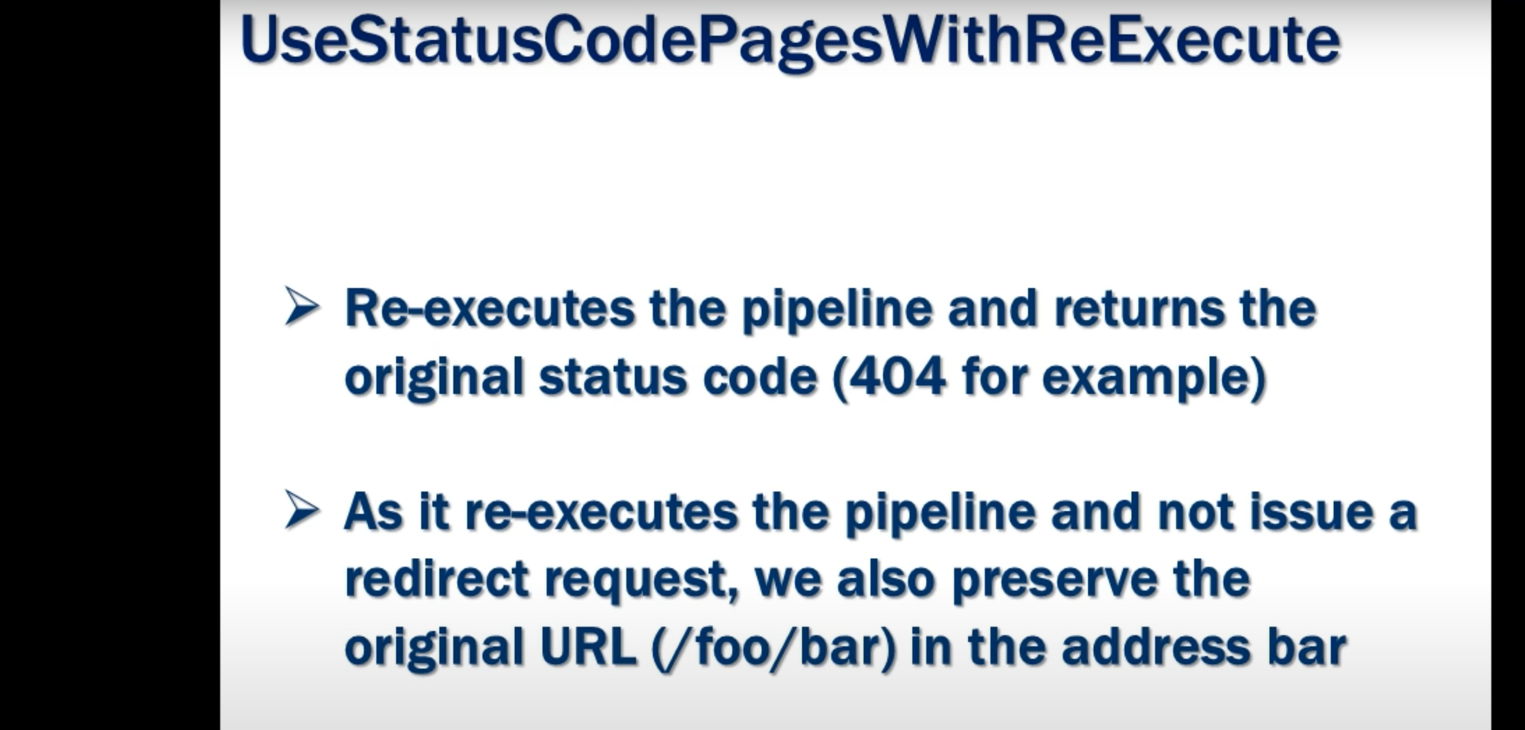 UseStatusCodePagesWithReExecute
➢ Re-executes the pipeline and returns the
original status code (404 for example)
➢ As it re-executes the pipeline and not issue a
redirect request, we also preserve the
original URL (/foo/bar) in the address bar